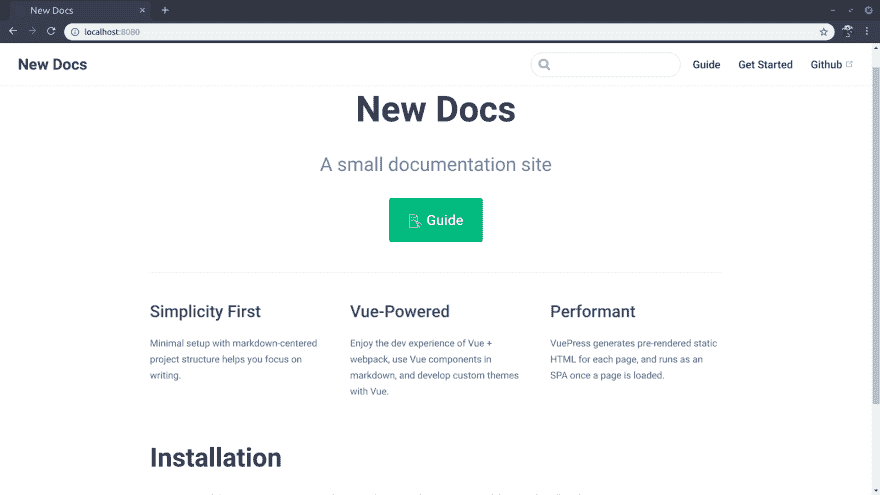 New Docs
localhost:8080
New Docs
Guide Get Started Github
New Docs
A small documentation site
Guide
Simplicity First
Minimal setup with markdown-centered
project structure helps you focus on
writing.
Vue-Powered
Enjoy the dev experience of Vue +
webpack, use Vue components in
markdown, and develop custom themes
with Vue.
Performant
VuePress generates pre-rendered static
HTML for each page, and runs as an
SPA once a page is loaded.
Installation